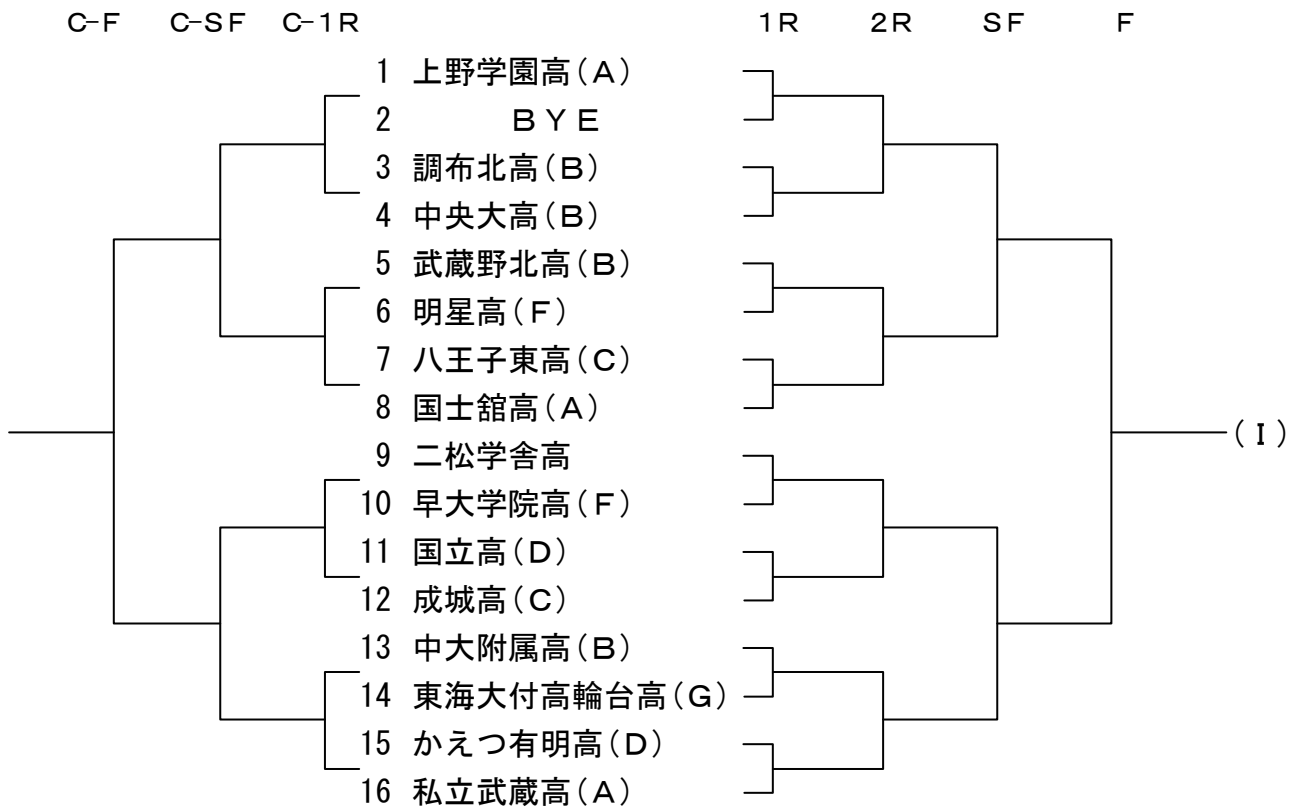 C-F C-SF C-1R 1R 2R SF F
1 上野学園高(A)
2 BYE
3 調布北高(B)
4 中央大高(B)
5 武蔵野北高(B)
6 明星高(F)
7 八王子東高(C)
8 国士舘高(A)
(I)
9 二松学舎高
10 早大学院高(F)
11 国立高(D)
12 成城高(C)
13 中大附属高(B)
14 東海大付高輪台高(G)
15 かえつ有明高(D)
16 私立武蔵高(A)